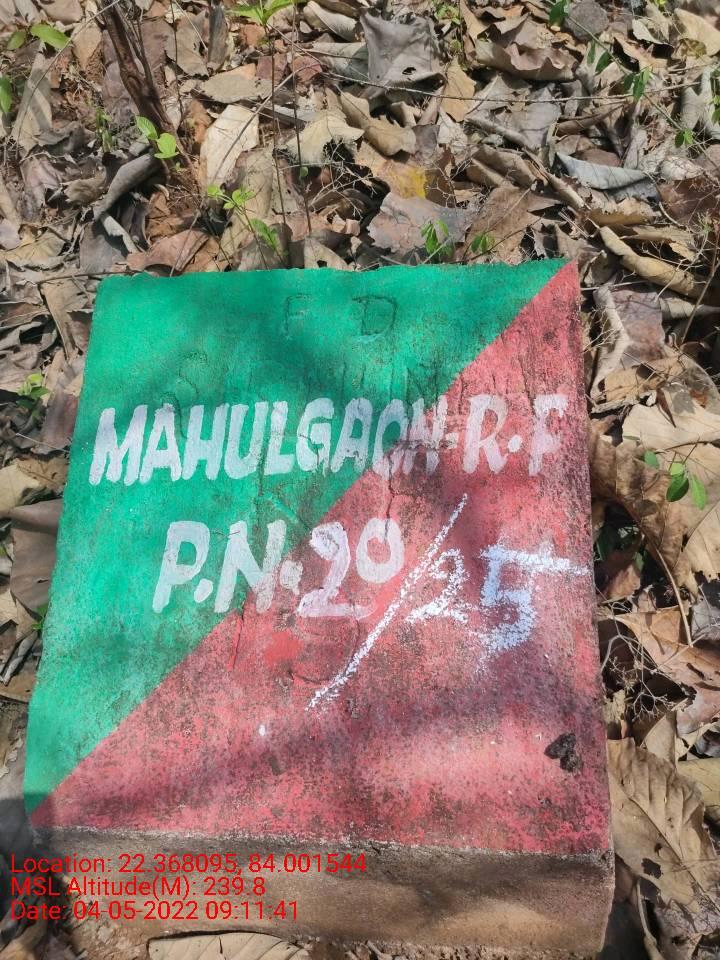 F D
MAHULGAON-R.F
P.N.20/25
Location: 22.368095, 84.001544
MSL Altitude(M): 239.8
Date: 04-05-2022 09:11:41